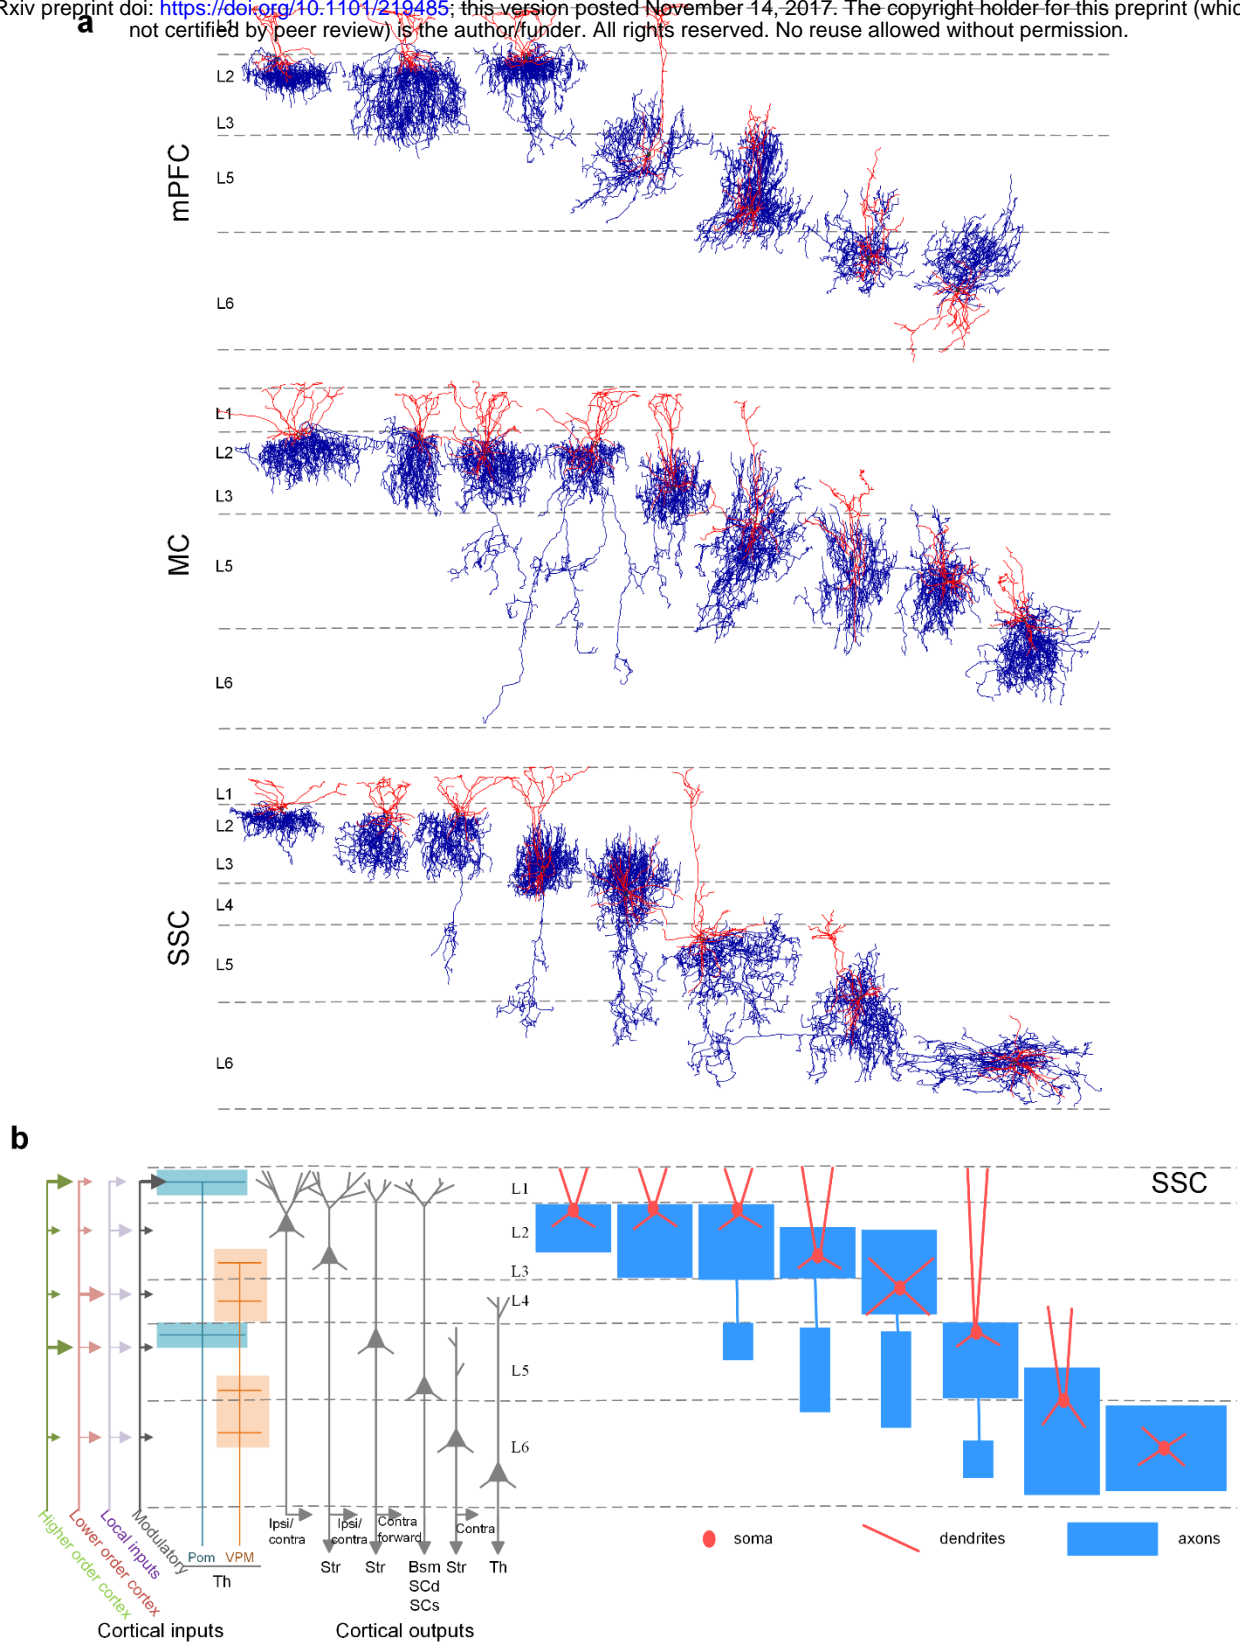 Rxiv preprint doi: https://doi.org/10.1101/219485; this version posted November 14, 2017. The copyright holder for this preprint (which
not certified by peer review) is the author/funder. All rights reserved. No reuse allowed without permission.
a
L1
L2
L3
L5
L6
mPFC
L1
L2
L3
L5
L6
MC
L1
L2
L3
L4
L5
L6
SSC
b
SSC
L1
L2
L3
L4
L5
L6
Higher order cortex
Lower order cortex
Local inputs
Modulatory
Pom VPM
Th
Ipsi/
contra
Ipsi/
contra
Contra
forward
Contra
Str
Str
Bsm
SCd
SCs
Str
Th
Cortical inputs
Cortical outputs
soma
dendrites
axons